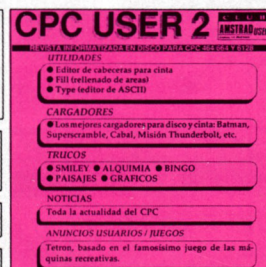 CPC USER 2
CLUB
AMSTRAD USER
REVISTA INFORMATIZADA EN DISCO PARA CPC 464 664 Y 6128
UTILIDADES
● Editor de cabeceras para cinta
● Fill (rellenado de areas)
● Type (editor de ASCII)
CARGADORES
● Los mejores cargadores para disco y cinta: Batman,
Superscramble, Cabal, Misión Thunderbolt, etc.
TRUCOS
● SMILEY ● ALQUIMIA ● BINGO
● PAISAJES ● GRAFICOS
NOTICIAS
Toda la actualidad del CPC
ANUNCIOS USUARIOS / JUEGOS
Tetron, basado en el famosísimo juego de las má-
quinas recreativas.